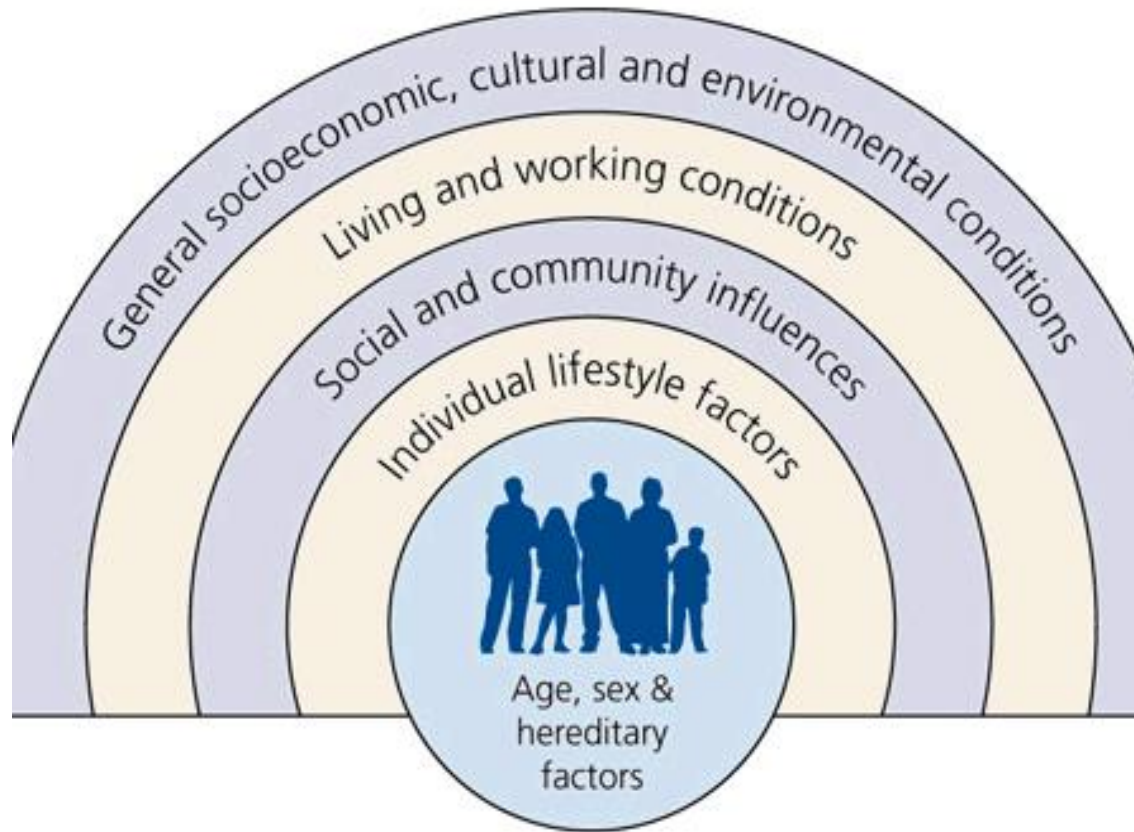 General socioeconomic, cultural and environmental conditions
Living and working conditions
Social and community influences
Individual lifestyle factors
Age, sex &
hereditary
factors